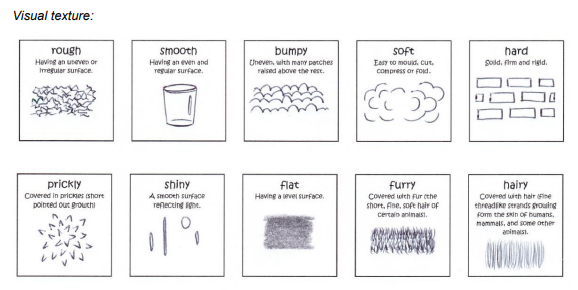 Visual texture:
rough
Having an uneven or
irregular surface.
smooth
Having an even and
regular surface.
bumpy
Uneven, with many patches
raised above the rest.
soft
Easy to mould, cut,
compress or fold.
hard
Solid, firm and rigid.
prickly
Covered in prickles (short
pointed out grouth)
shiny
A smooth surface
reflecting light.
flat
Having a level surface.
furry
Covered with fur (the
short, fine, soft hair of
certain animals).
hairy
Covered with hair (fine
threadlike strands growing
form the skin of humans,
mammals, and some other
animals).